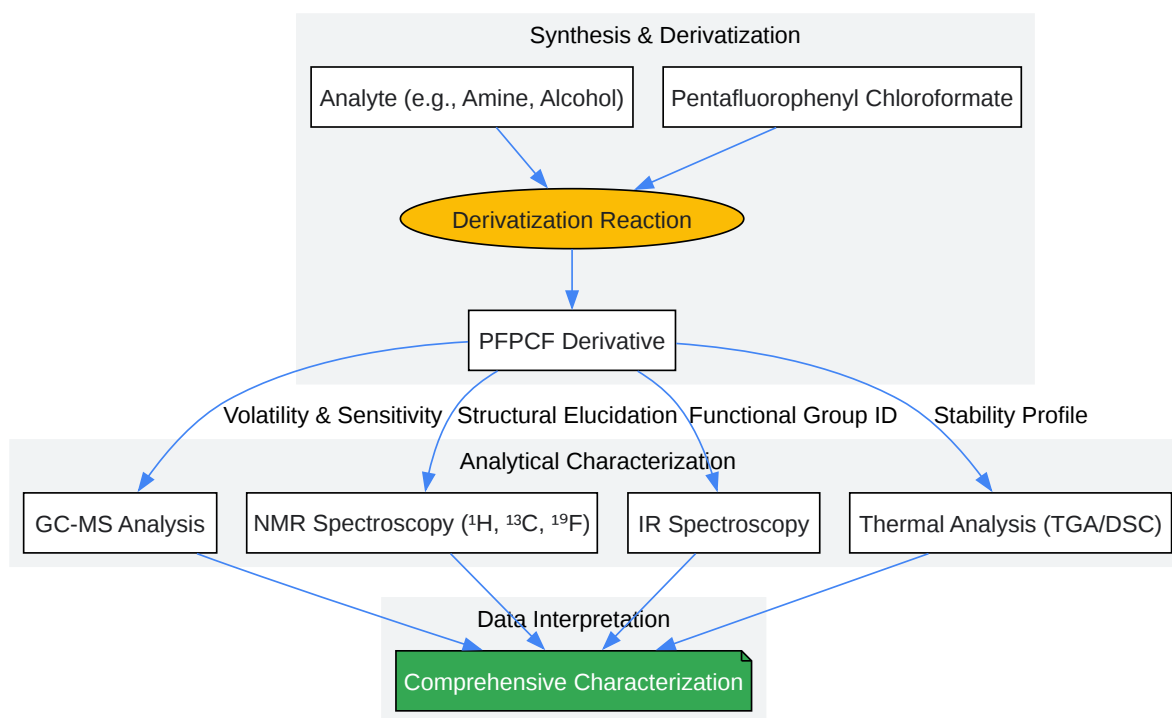 Synthesis & Derivatization
Analyte (e.g., Amine, Alcohol)
Pentafluorophenyl Chloroformate
Derivatization Reaction
PFPCF Derivative
Volatility & Sensitivity
Structural Elucidation
Functional Group ID
Stability Profile
Analytical Characterization
GC-MS Analysis
NMR Spectroscopy (¹H, ¹³C, ¹⁹F)
IR Spectroscopy
Thermal Analysis (TGA/DSC)
Data Interpretation
Comprehensive Characterization